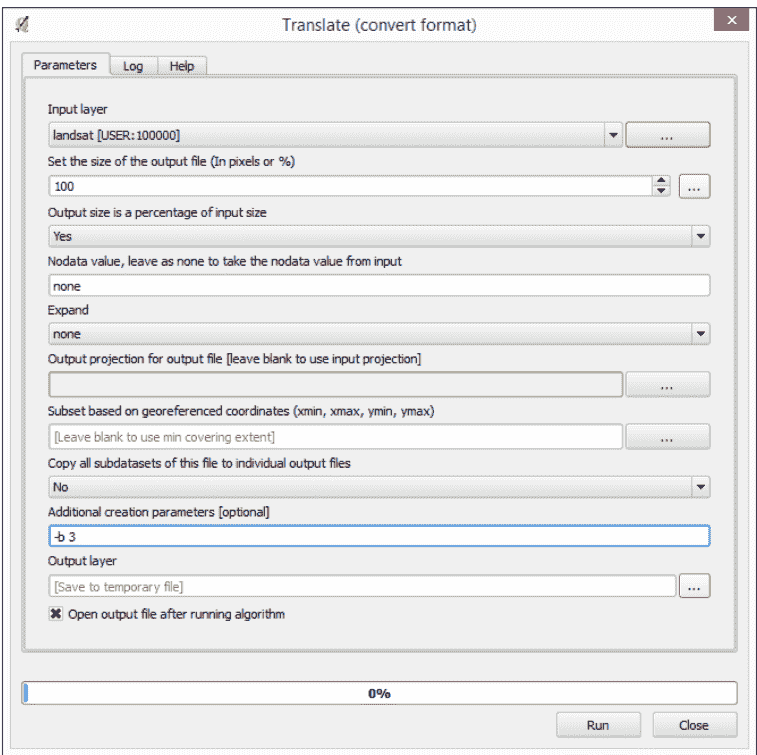 Translate (convert format)
Parameters Log Help
Input layer
landsat [USER:100000]
...
Set the size of the output file (In pixels or %)
100
...
Output size is a percentage of input size
Yes
Nodata value, leave as none to take the nodata value from input
none
Expand
none
Output projection for output file [leave blank to use input projection]
...
Subset based on georeferenced coordinates (xmin, xmax, ymin, ymax)
[Leave blank to use min covering extent]
...
Copy all subdatasets of this file to individual output files
No
Additional creation parameters [optional]
-b 3
Output layer
[Save to temporary file]
...
Open output file after running algorithm
0%
Run Close